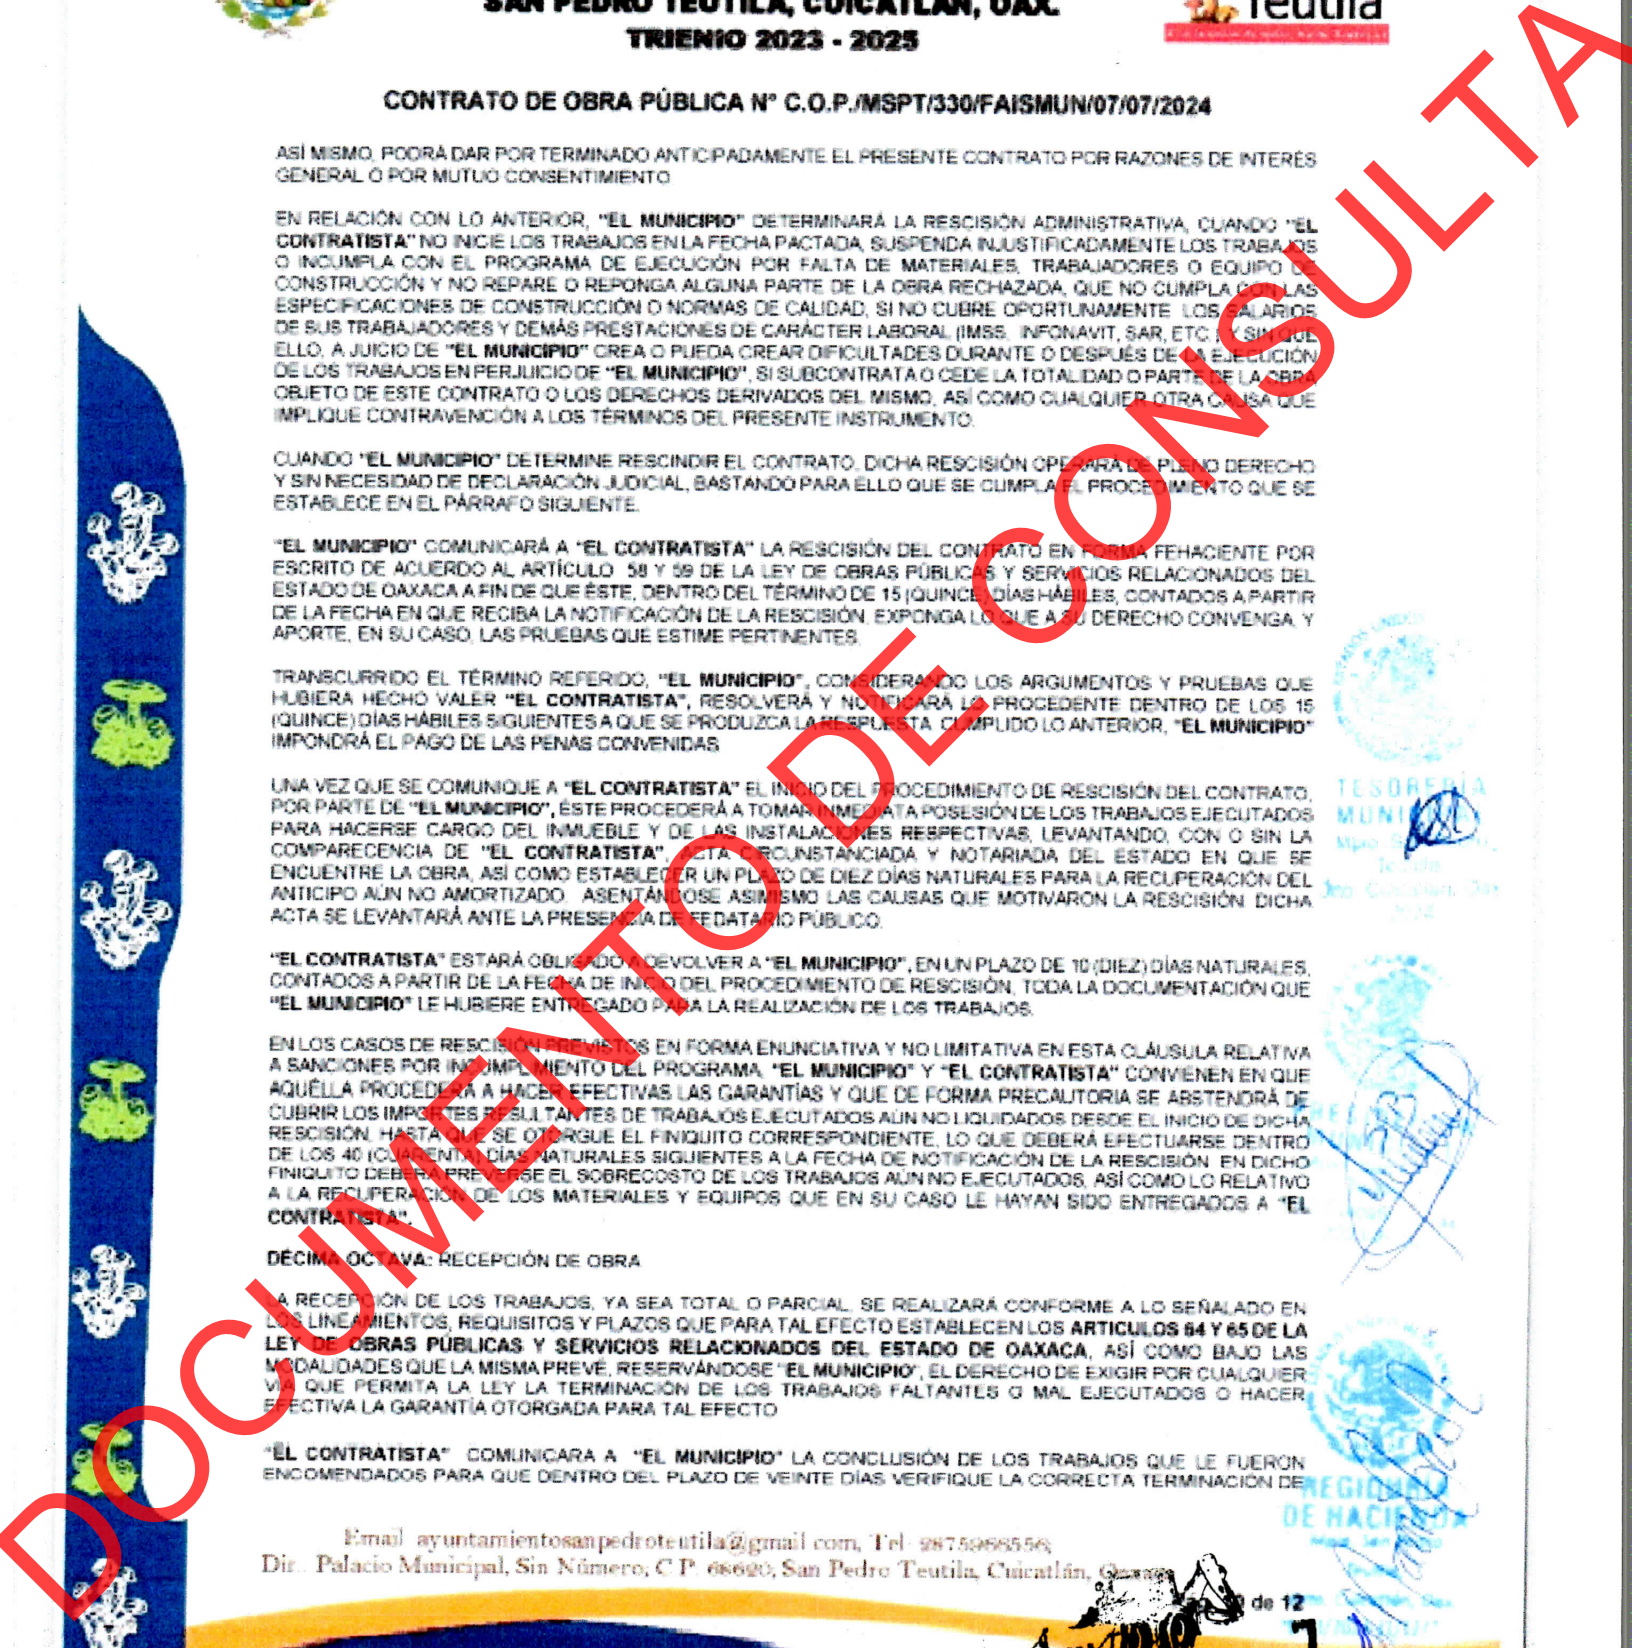 SAN PEDRO TEUTILA, CUICATLÁN, OAX.
Teutila
TRIENIO 2023 - 2025
CONTRATO DE OBRA PÚBLICA N° C.O.P./MSPT/330/FAISMUN/07/07/2024
ASÍ MISMO, PODRÁ DAR POR TERMINADO ANTICIPADAMENTE EL PRESENTE CONTRATO POR RAZONES DE INTERÉS
GENERAL O POR MUTUO CONSENTIMIENTO
EN RELACIÓN CON LO ANTERIOR, "EL MUNICIPIO" DETERMINARÁ LA RESCISIÓN ADMINISTRATIVA, CUANDO "EL
CONTRATISTA" NO INICIE LOS TRABAJOS EN LA FECHA PACTADA, SUSPENDA INJUSTIFICADAMENTE LOS TRABAJOS
O INCUMPLA CON EL PROGRAMA DE EJECUCIÓN POR FALTA DE MATERIALES, TRABAJADORES O EQUIPO DE
CONSTRUCCIÓN Y NO REPARE O REPONGA ALGUNA PARTE DE LA OBRA RECHAZADA, QUE NO CUMPLA CON LAS
ESPECIFICACIONES DE CONSTRUCCIÓN O NORMAS DE CALIDAD, SI NO CUBRE OPORTUNAMENTE LOS SALARIOS
DE SUS TRABAJADORES Y DEMÁS PRESTACIONES DE CARÁCTER LABORAL (IMSS, INFONAVIT, SAR, ETC.) Y SIN QUE
ELLO, A JUICIO DE "EL MUNICIPIO" CREA O PUEDA CREAR DIFICULTADES DURANTE O DESPUÉS DE LA EJECUCIÓN
DE LOS TRABAJOS EN PERJUICIO DE "EL MUNICIPIO", SI SUBCONTRATA O CEDE LA TOTALIDAD O PARTE DE LA OBRA
OBJETO DE ESTE CONTRATO O LOS DERECHOS DERIVADOS DEL MISMO, ASÍ COMO CUALQUIER OTRA CAUSA QUE
IMPLIQUE CONTRAVENCIÓN A LOS TÉRMINOS DEL PRESENTE INSTRUMENTO.
CUANDO "EL MUNICIPIO" DETERMINE RESCINDIR EL CONTRATO, DICHA RESCISIÓN OPERARÁ DE PLENO DERECHO
Y SIN NECESIDAD DE DECLARACIÓN JUDICIAL, BASTANDO PARA ELLO QUE SE CUMPLA EL PROCEDIMIENTO QUE SE
ESTABLECE EN EL PÁRRAFO SIGUIENTE.
"EL MUNICIPIO" COMUNICARÁ A "EL CONTRATISTA" LA RESCISIÓN DEL CONTRATO EN FORMA FEHACIENTE POR
ESCRITO DE ACUERDO AL ARTÍCULO 58 Y 59 DE LA LEY DE OBRAS PÚBLICAS Y SERVICIOS RELACIONADOS DEL
ESTADO DE OAXACA A FIN DE QUE ÉSTE, DENTRO DEL TÉRMINO DE 15 (QUINCE) DÍAS HÁBILES, CONTADOS A PARTIR
DE LA FECHA EN QUE RECIBA LA NOTIFICACIÓN DE LA RESCISIÓN, EXPONGA LO QUE A SU DERECHO CONVENGA, Y
APORTE, EN SU CASO, LAS PRUEBAS QUE ESTIME PERTINENTES.
TRANSCURRIDO EL TÉRMINO REFERIDO, "EL MUNICIPIO", CONSIDERANDO LOS ARGUMENTOS Y PRUEBAS QUE
HUBIERA HECHO VALER "EL CONTRATISTA", RESOLVERÁ Y NOTIFICARÁ LO PROCEDENTE DENTRO DE LOS 15
(QUINCE) DÍAS HÁBILES SIGUIENTES A QUE SE PRODUZCA LA RESPUESTA. CUMPLIDO LO ANTERIOR, "EL MUNICIPIO"
IMPONDRÁ EL PAGO DE LAS PENAS CONVENIDAS
UNA VEZ QUE SE COMUNIQUE A "EL CONTRATISTA" EL INICIO DEL PROCEDIMIENTO DE RESCISIÓN DEL CONTRATO,
POR PARTE DE "EL MUNICIPIO", ÉSTE PROCEDERÁ A TOMAR INMEDIATA POSESIÓN DE LOS TRABAJOS EJECUTADOS
PARA HACERSE CARGO DEL INMUEBLE Y DE LAS INSTALACIONES RESPECTIVAS, LEVANTANDO, CON O SIN LA
COMPARECENCIA DE "EL CONTRATISTA", ACTA CIRCUNSTANCIADA Y NOTARIADA DEL ESTADO EN QUE SE
ENCUENTRE LA OBRA, ASÍ COMO ESTABLECER UN PLAZO DE DIEZ DÍAS NATURALES PARA LA RECUPERACIÓN DEL
ANTICIPO AÚN NO AMORTIZADO. ASENTÁNDOSE ASIMISMO LAS CAUSAS QUE MOTIVARON LA RESCISIÓN. DICHA
ACTA SE LEVANTARÁ ANTE LA PRESENCIA DE FEDATARIO PÚBLICO.
"EL CONTRATISTA" ESTARÁ OBLIGADO A DEVOLVER A "EL MUNICIPIO", EN UN PLAZO DE 10 (DIEZ) DÍAS NATURALES,
CONTADOS A PARTIR DE LA FECHA DE INICIO DEL PROCEDIMIENTO DE RESCISIÓN, TODA LA DOCUMENTACIÓN QUE
"EL MUNICIPIO" LE HUBIERE ENTREGADO PARA LA REALIZACIÓN DE LOS TRABAJOS.
EN LOS CASOS DE RESCISIÓN PREVISTOS EN FORMA ENUNCIATIVA Y NO LIMITATIVA EN ESTA CLÁUSULA RELATIVA
A SANCIONES POR INCUMPLIMIENTO DEL PROGRAMA, "EL MUNICIPIO" Y "EL CONTRATISTA" CONVIENEN EN QUE
AQUÉLLA PROCEDERÁ A HACER EFECTIVAS LAS GARANTÍAS Y QUE DE FORMA PRECAUTORIA SE ABSTENDRÁ DE
CUBRIR LOS IMPORTES RESULTANTES DE TRABAJOS EJECUTADOS AÚN NO LIQUIDADOS DESDE EL INICIO DE DICHA
RESCISIÓN, HASTA QUE SE OTORGUE EL FINIQUITO CORRESPONDIENTE, LO QUE DEBERÁ EFECTUARSE DENTRO
DE LOS 40 (CUARENTA) DÍAS NATURALES SIGUIENTES A LA FECHA DE NOTIFICACIÓN DE LA RESCISIÓN. EN DICHO
FINIQUITO DEBERÁ PREVERSE EL SOBRECOSTO DE LOS TRABAJOS AÚN NO EJECUTADOS, ASÍ COMO LO RELATIVO
A LA RECUPERACIÓN DE LOS MATERIALES Y EQUIPOS QUE EN SU CASO LE HAYAN SIDO ENTREGADOS A "EL
CONTRATISTA".
DÉCIMA OCTAVA: RECEPCIÓN DE OBRA
LA RECEPCIÓN DE LOS TRABAJOS, YA SEA TOTAL O PARCIAL, SE REALIZARÁ CONFORME A LO SEÑALADO EN
LOS LINEAMIENTOS, REQUISITOS Y PLAZOS QUE PARA TAL EFECTO ESTABLECEN LOS ARTICULOS 64 Y 65 DE LA
LEY DE OBRAS PÚBLICAS Y SERVICIOS RELACIONADOS DEL ESTADO DE OAXACA, ASÍ COMO BAJO LAS
MODALIDADES QUE LA MISMA PREVÉ, RESERVÁNDOSE "EL MUNICIPIO", EL DERECHO DE EXIGIR POR CUALQUIER
VÍA QUE PERMITA LA LEY LA TERMINACIÓN DE LOS TRABAJOS FALTANTES O MAL EJECUTADOS O HACER
EFECTIVA LA GARANTÍA OTORGADA PARA TAL EFECTO
"EL CONTRATISTA" COMUNICARA A "EL MUNICIPIO" LA CONCLUSIÓN DE LOS TRABAJOS QUE LE FUERON
ENCOMENDADOS PARA QUE DENTRO DEL PLAZO DE VEINTE DÍAS VERIFIQUE LA CORRECTA TERMINACIÓN DE
TESORERÍA
REGIDURÍA
DE HACIENDA
Email ayuntamientosanpedroteutila@gmail.com, Tel:
Dir.. Palacio Municipal, Sin Número; C.P. 68620; San Pedro Teutila, Cuicatlán, Oaxaca
de 12
DOCUMENTO DE CONSULTA